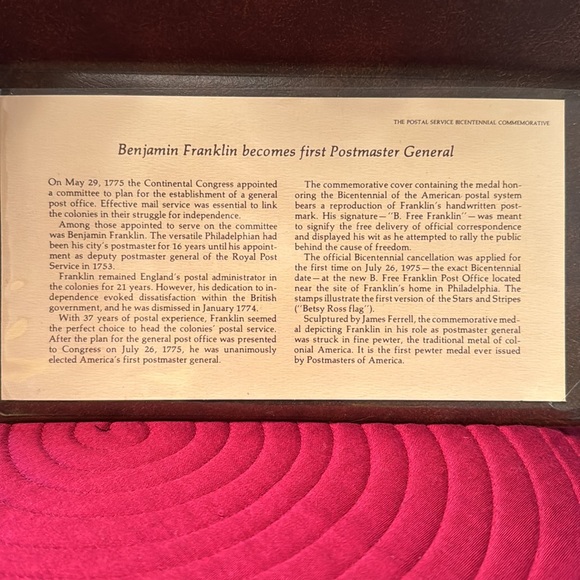 THE POSTAL SERVICE BICENTENNIAL COMMEMORATIVE
Benjamin Franklin becomes first Postmaster General
On May 29, 1775 the Continental Congress appointed
a committee to plan for the establishment of a general
post office. Effective mail service was essential to link
the colonies in their struggle for independence.
Among those appointed to serve on the committee
was Benjamin Franklin. The versatile Philadelphian had
been his city's postmaster for 16 years until his appoint-
ment as deputy postmaster general of the Royal Post
Service in 1753.
Franklin remained England's postal administrator in
the colonies for 21 years. However, his dedication to in-
dependence evoked dissatisfaction within the British
government, and he was dismissed in January 1774.
With 37 years of postal experience, Franklin seemed
the perfect choice to head the colonies' postal service.
After the plan for the general post office was presented
to Congress on July 26, 1775, he was unanimously
elected America's first postmaster general.
The commemorative cover containing the medal hon-
oring the Bicentennial of the American postal system
bears a reproduction of Franklin's handwritten post-
mark. His signature—"B. Free Franklin"—was meant
to signify the free delivery of official correspondence
and displayed his wit as he attempted to rally the public
behind the cause of freedom.
The official Bicentennial cancellation was applied for
the first time on July 26, 1975—the exact Bicentennial
date—at the new B. Free Franklin Post Office located
near the site of Franklin's home in Philadelphia. The
stamps illustrate the first version of the Stars and Stripes
("Betsy Ross flag").
Sculptured by James Ferrell, the commemorative med-
al depicting Franklin in his role as postmaster general
was struck in fine pewter, the traditional metal of col-
onial America. It is the first pewter medal ever issued
by Postmasters of America.